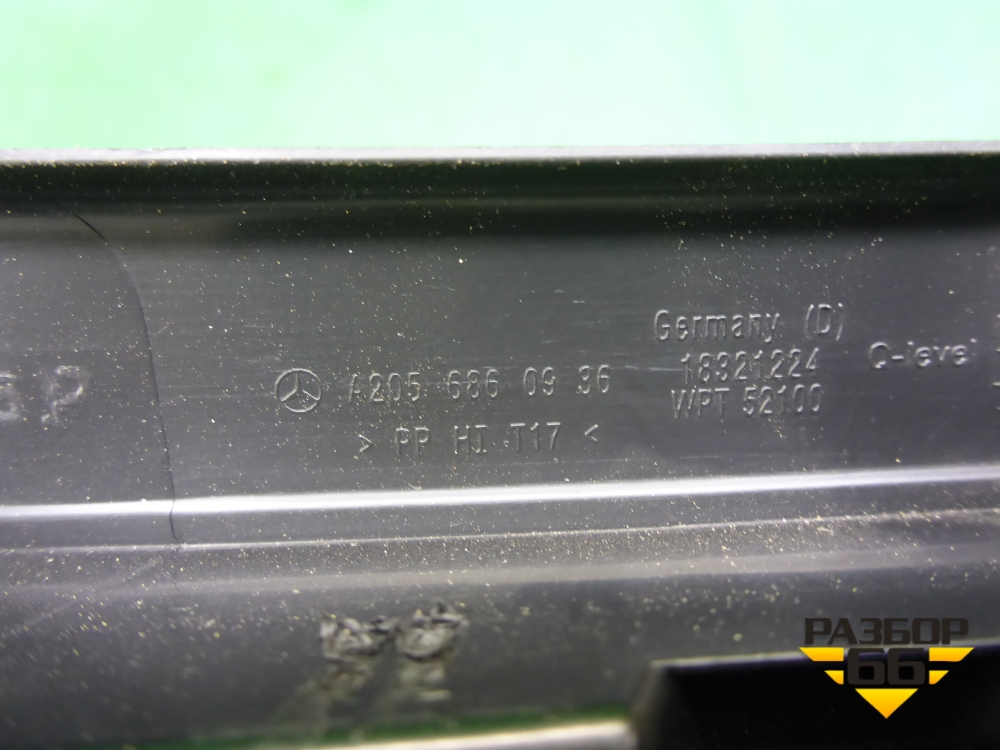 Germany (D)
A205 686 09 36
18321224
Q-level
WPT 52100
> PP HI T17 <
РАЗБОР
66